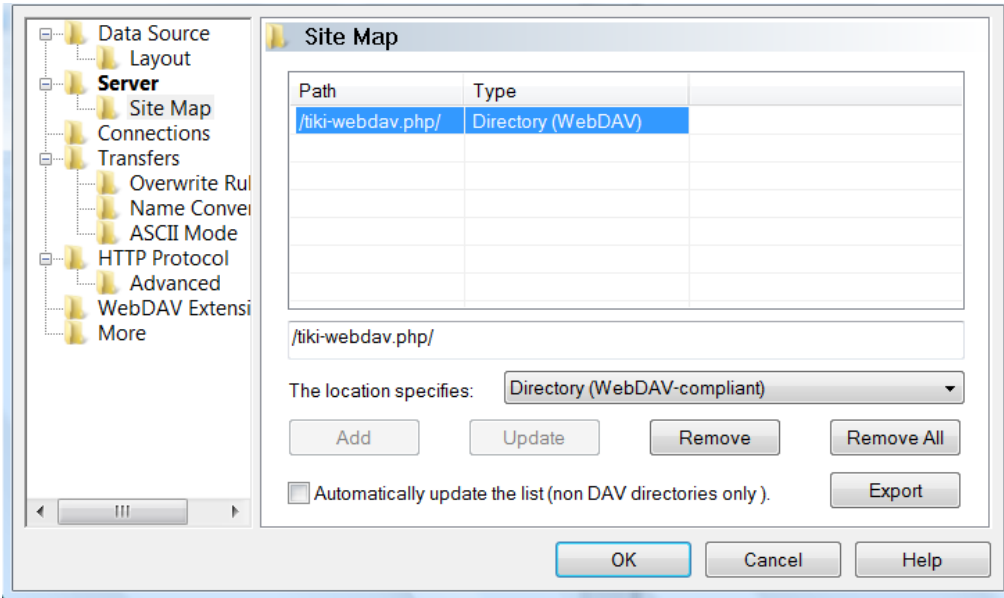 Data Source
Layout
Server
Site Map
Connections
Transfers
Overwrite Rul
Name Conver
ASCII Mode
HTTP Protocol
Advanced
WebDAV Extensi
More
Site Map
Path Type
/tiki-webdav.php/ Directory (WebDAV)
/tiki-webdav.php/
The location specifies: Directory (WebDAV-compliant)
Add Update Remove Remove All
Automatically update the list (non DAV directories only ). Export
OK Cancel Help